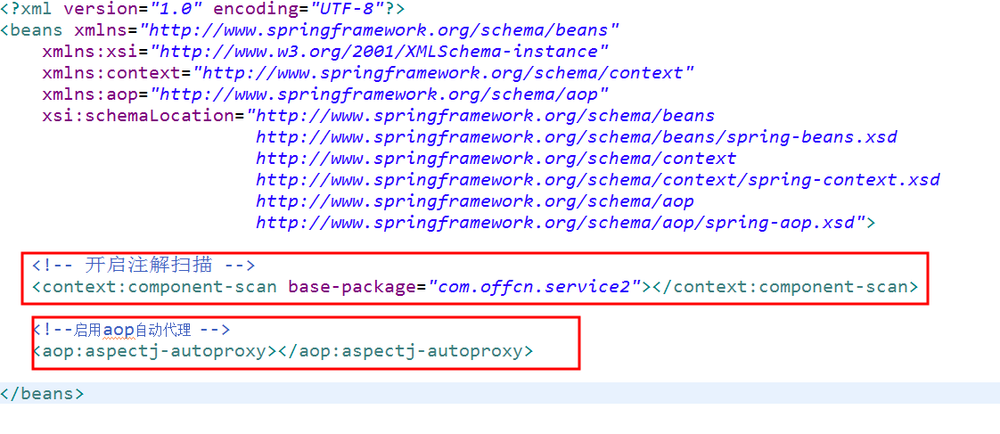 <?xml version="1.0" encoding="UTF-8"?>
<beans xmlns="http://www.springframework.org/schema/beans"
xmlns:xsi="http://www.w3.org/2001/XMLSchema-instance"
xmlns:context="http://www.springframework.org/schema/context"
xmlns:aop="http://www.springframework.org/schema/aop"
xsi:schemaLocation="http://www.springframework.org/schema/beans
http://www.springframework.org/schema/beans/spring-beans.xsd
http://www.springframework.org/schema/context
http://www.springframework.org/schema/context/spring-context.xsd
http://www.springframework.org/schema/aop
http://www.springframework.org/schema/aop/spring-aop.xsd">
<!-- 开启注解扫描 -->
<context:component-scan base-package="com.offcn.service2"></context:component-scan>
<!--启用aop自动代理 -->
<aop:aspectj-autoproxy></aop:aspectj-autoproxy>
</beans>